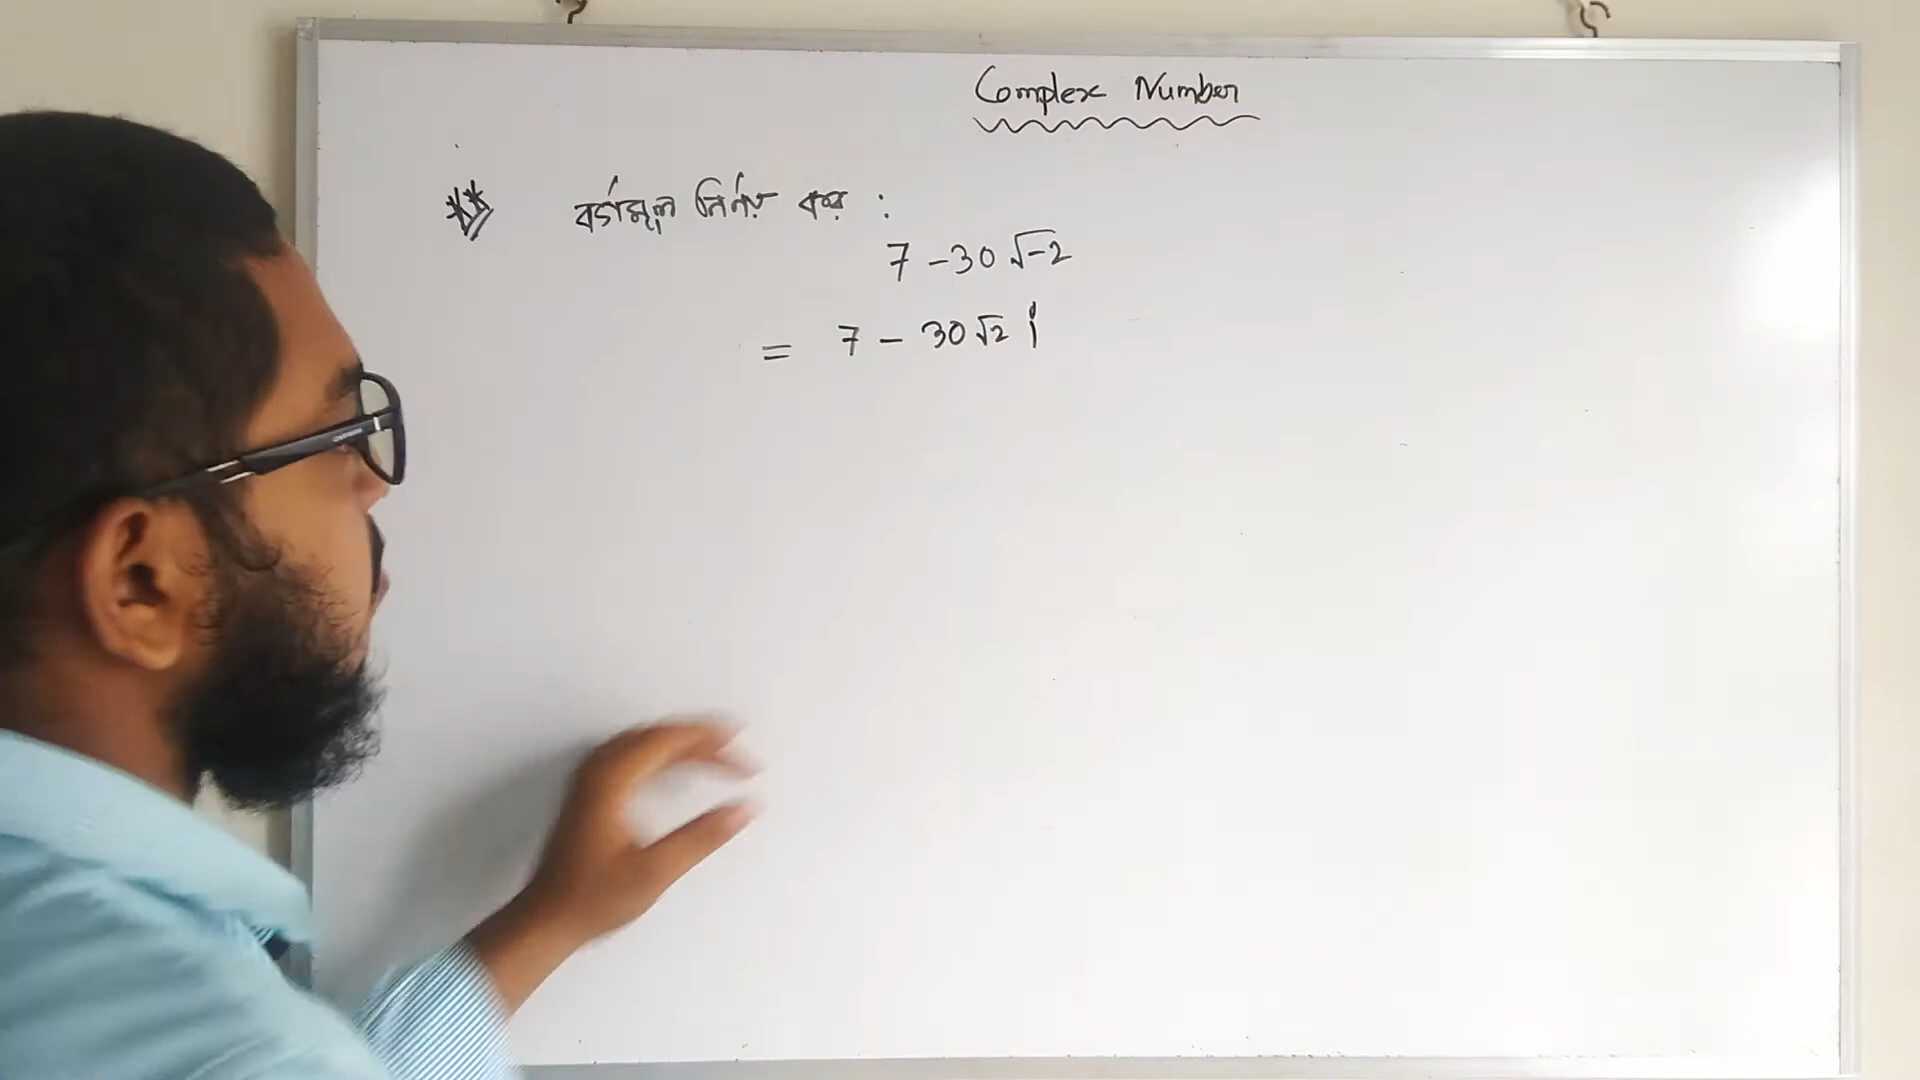 Complex Number
** বর্গমূল নির্ণয় কর :
7 - 30 √-2
= 7 - 30 √2 i